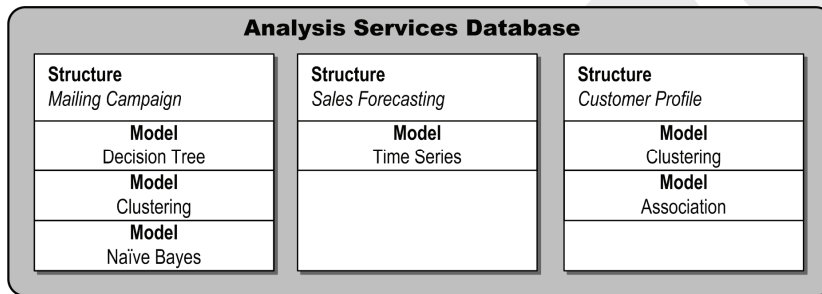 Analysis Services Database
Structure
Mailing Campaign
Model
Decision Tree
Model
Clustering
Model
Naïve Bayes
Structure
Sales Forecasting
Model
Time Series
Structure
Customer Profile
Model
Clustering
Model
Association